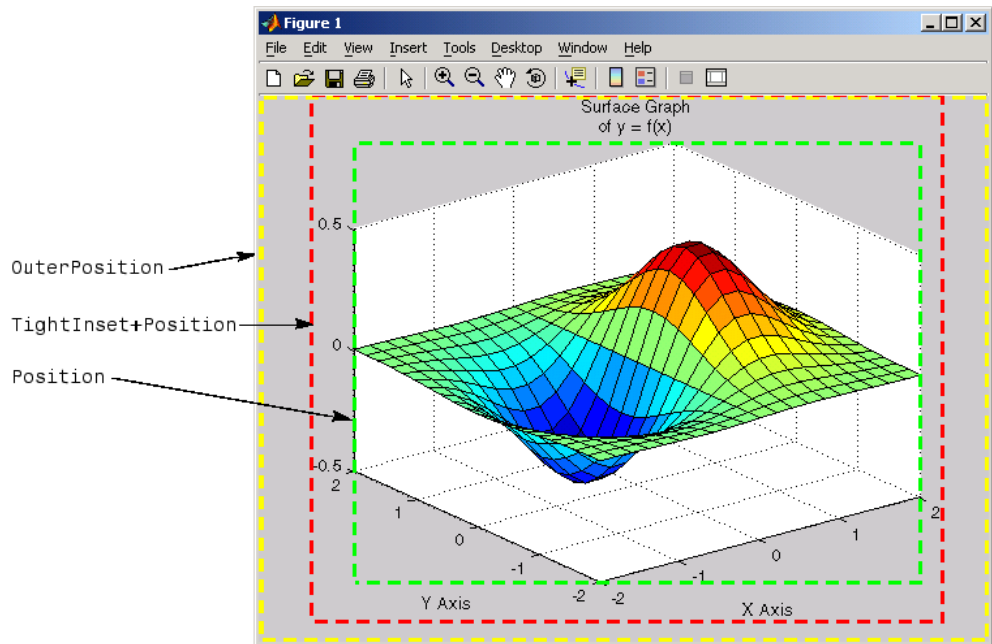 Figure 1
File Edit View Insert Tools Desktop Window Help
Surface Graph
of y = f(x)
OuterPosition
TightInset+Position
Position
0.5
0
-0.5
2
1
0
-1
-2
-2
-1
0
1
2
Y Axis
X Axis